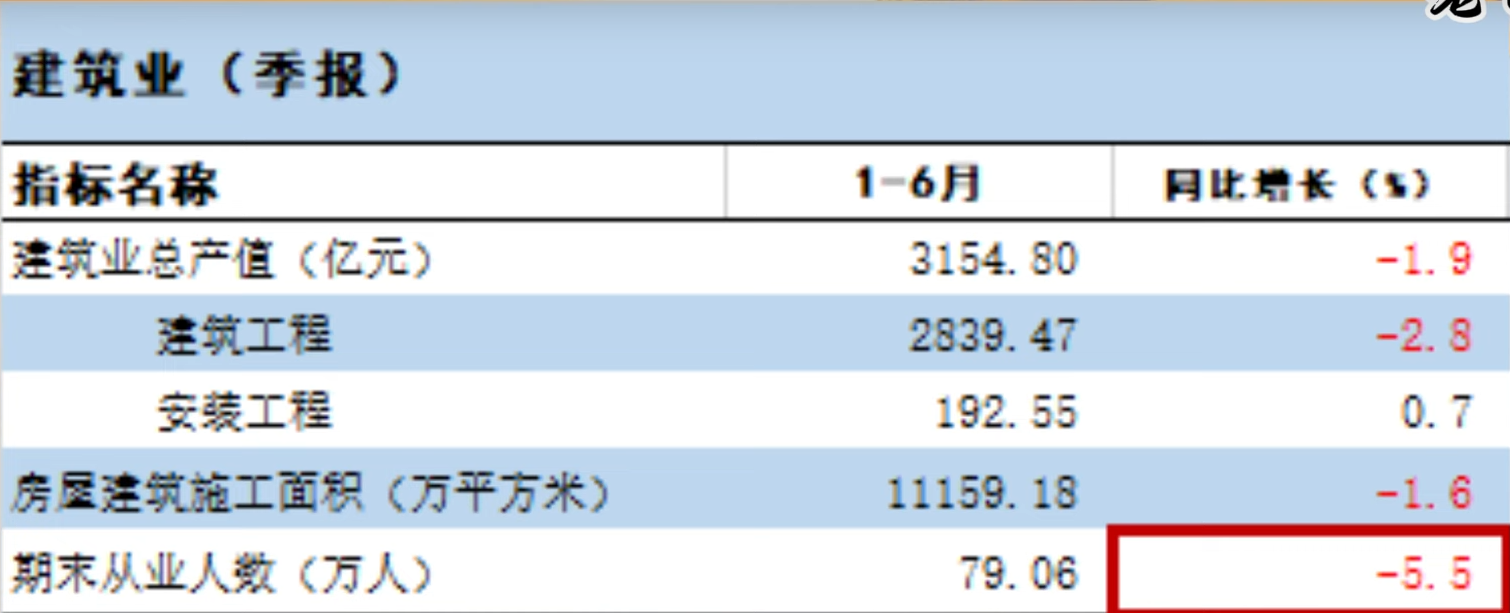 建筑业（季报）
指标名称 1-6月 同比增长（%）
建筑业总产值（亿元） 3154.80 -1.9
建筑工程 2839.47 -2.8
安装工程 192.55 0.7
房屋建筑施工面积（万平方米） 11159.18 -1.6
期末从业人数（万人） 79.06 -5.5